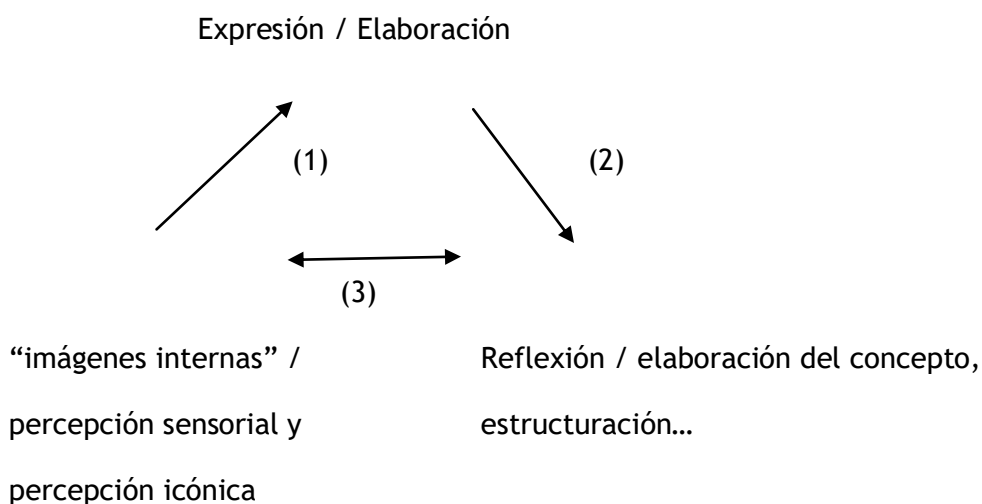 Expresión / Elaboración
(1)
(2)
(3)
“imágenes internas” /
percepción sensorial y
percepción icónica
Reflexión / elaboración del concepto,
estructuración…